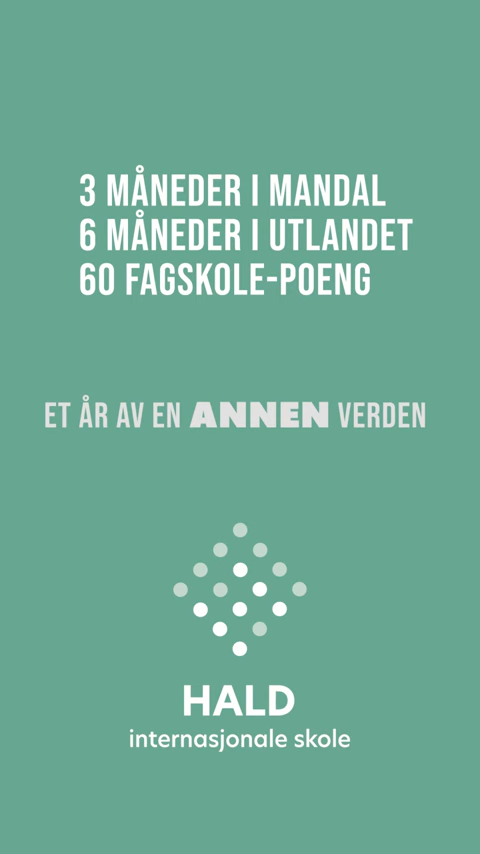 3 MÅNEDER I MANDAL
6 MÅNEDER I UTLANDET
60 FAGSKOLE-POENG
ET ÅR AV EN ANNEN VERDEN
HALD
internasjonale skole